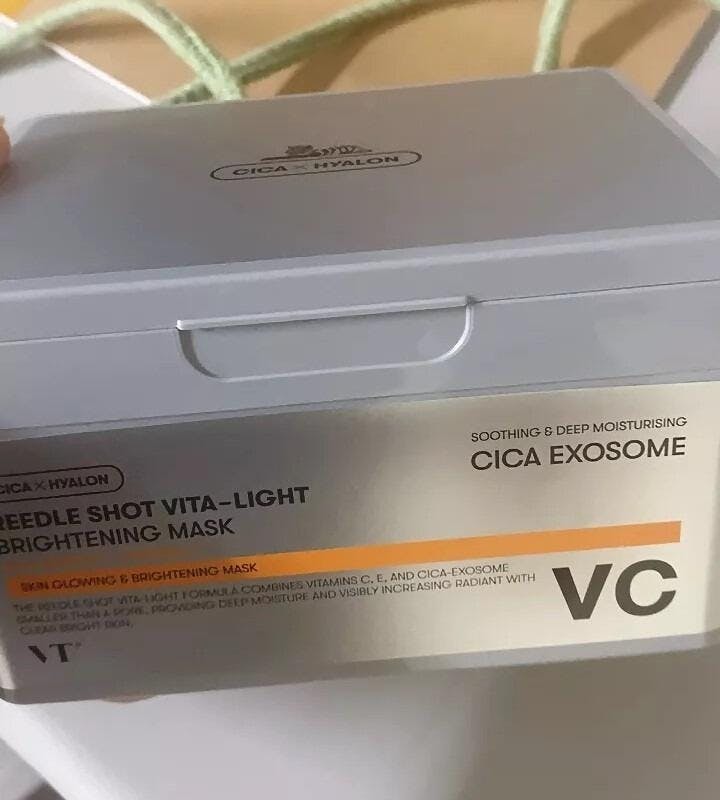 CICA × HYALON
SOOTHING & DEEP MOISTURISING
CICA EXOSOME
CICA × HYALON
REEDLE SHOT VITA-LIGHT
BRIGHTENING MASK
SKIN GLOWING & BRIGHTENING MASK
THE REEDLE SHOT VITA-LIGHT FORMULA COMBINES VITAMINS C, E, AND CICA-EXOSOME
SMALLER THAN A PORE, PROVIDING DEEP MOISTURE AND VISIBLY INCREASING RADIANT WITH
CLEAR BRIGHT SKIN.
VC
VT